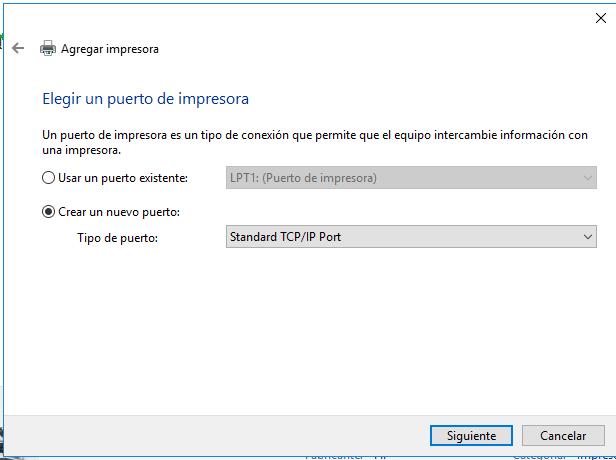 Agregar impresora
Elegir un puerto de impresora
Un puerto de impresora es un tipo de conexión que permite que el equipo intercambie información con
una impresora.
Usar un puerto existente:
LPT1: (Puerto de impresora)
Crear un nuevo puerto:
Tipo de puerto:
Standard TCP/IP Port
Siguiente
Cancelar